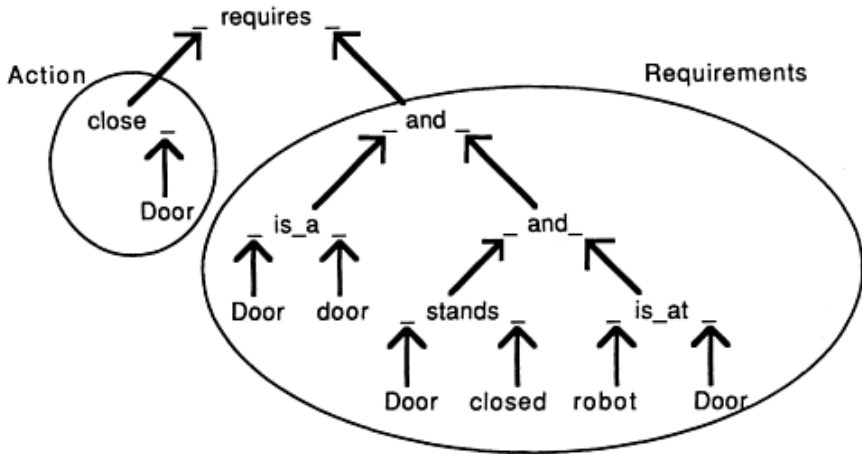 _ requires _
Action
Requirements
close _
_ and _
Door
_ is_a _
_ and_
Door door
_ stands _
_ is_at _
Door closed robot Door